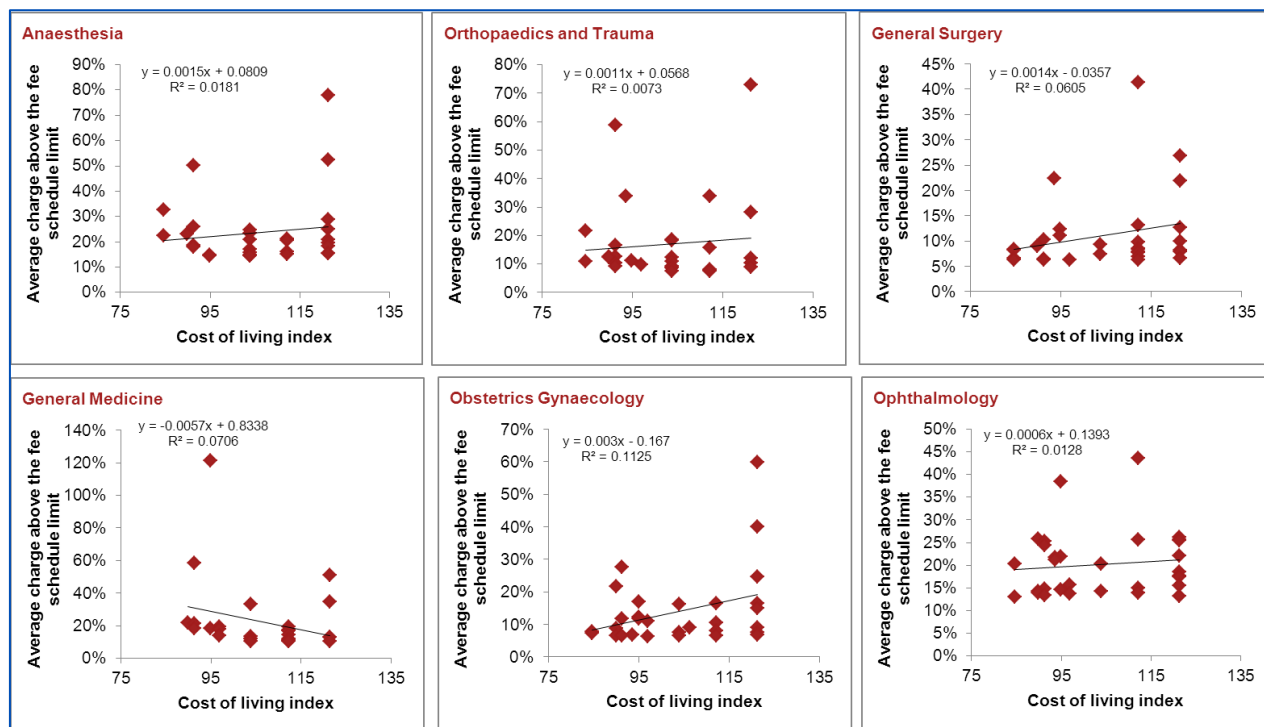 Anaesthesia
y = 0.0015x + 0.0809
R² = 0.0181
Average charge above the fee
schedule limit
90%
80%
70%
60%
50%
40%
30%
20%
10%
0%
75 95 115 135
Cost of living index
Orthopaedics and Trauma
y = 0.0011x + 0.0568
R² = 0.0073
Average charge above the fee
schedule limit
80%
70%
60%
50%
40%
30%
20%
10%
0%
75 95 115 135
Cost of living index
General Surgery
y = 0.0014x - 0.0357
R² = 0.0605
Average charge above the fee
schedule limit
45%
40%
35%
30%
25%
20%
15%
10%
5%
0%
75 95 115 135
Cost of living index
General Medicine
y = -0.0057x + 0.8338
R² = 0.0706
Average charge above the fee
schedule limit
140%
120%
100%
80%
60%
40%
20%
0%
75 95 115 135
Cost of living index
Obstetrics Gynaecology
y = 0.003x - 0.167
R² = 0.1125
Average charge above the fee
schedule limit
70%
60%
50%
40%
30%
20%
10%
0%
75 95 115 135
Cost of living index
Ophthalmology
y = 0.0006x + 0.1393
R² = 0.0128
Average charge above the fee
schedule limit
50%
45%
40%
35%
30%
25%
20%
15%
10%
5%
0%
75 95 115 135
Cost of living index